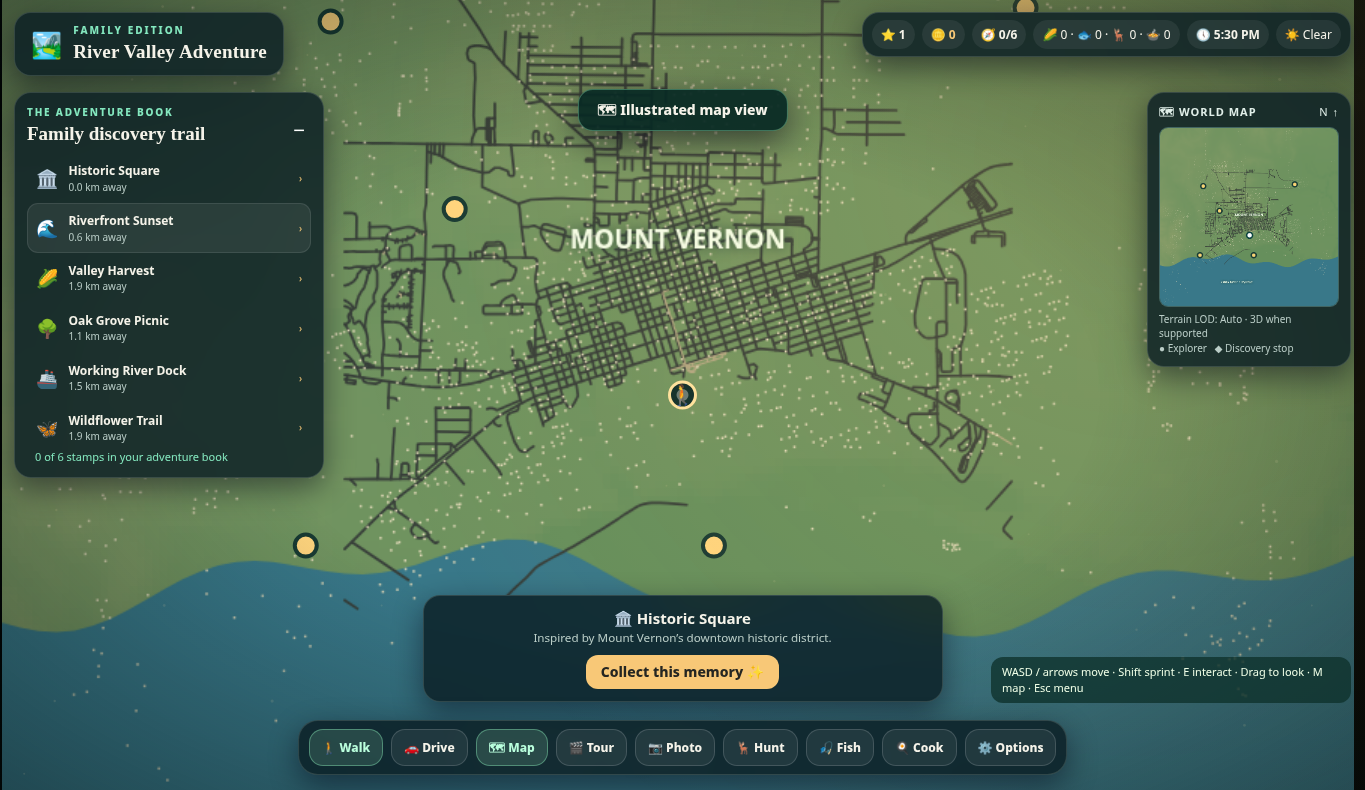 FAMILY EDITION
River Valley Adventure
1
0
0/6
0 · 0 · 0 · 0
5:30 PM
Clear
THE ADVENTURE BOOK
Family discovery trail
–
Historic Square
0.0 km away
Riverfront Sunset
0.6 km away
Valley Harvest
1.9 km away
Oak Grove Picnic
1.1 km away
Working River Dock
1.5 km away
Wildflower Trail
1.9 km away
0 of 6 stamps in your adventure book
Illustrated map view
MOUNT VERNON
WORLD MAP
N ↑
MOUNT VERNON
Terrain LOD: Auto · 3D when
supported
● Explorer ◆ Discovery stop
Historic Square
Inspired by Mount Vernon’s downtown historic district.
Collect this memory ✨
WASD / arrows move · Shift sprint · E interact · Drag to look · M
map · Esc menu
Walk
Drive
Map
Tour
Photo
Hunt
Fish
Cook
Options